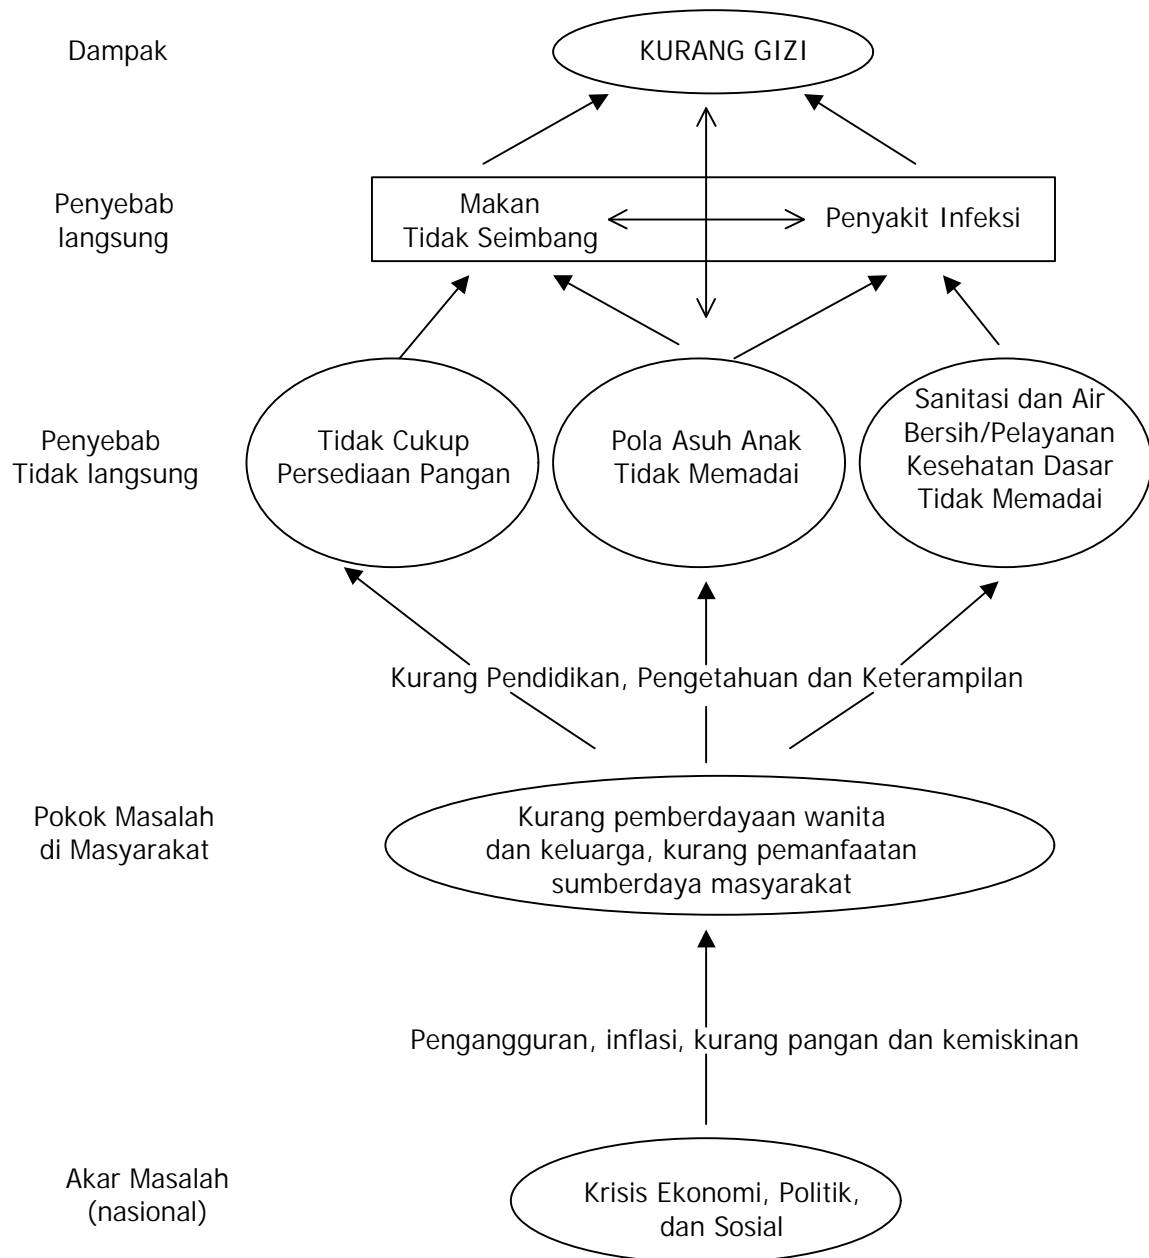 Dampak
KURANG GIZI
Penyebab
langsung
Makan
Tidak Seimbang
Penyakit Infeksi
Penyebab
Tidak langsung
Tidak Cukup
Persediaan Pangan
Pola Asuh Anak
Tidak Memadai
Sanitasi dan Air
Bersih/Pelayanan
Kesehatan Dasar
Tidak Memadai
Kurang Pendidikan, Pengetahuan dan Keterampilan
Pokok Masalah
di Masyarakat
Kurang pemberdayaan wanita
dan keluarga, kurang pemanfaatan
sumberdaya masyarakat
Pengangguran, inflasi, kurang pangan dan kemiskinan
Akar Masalah
(nasional)
Krisis Ekonomi, Politik,
dan Sosial